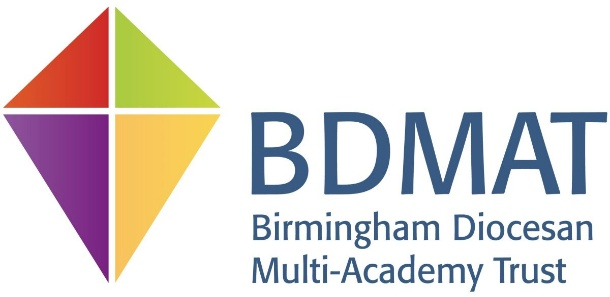 BDMAT
Birmingham Diocesan
Multi-Academy Trust